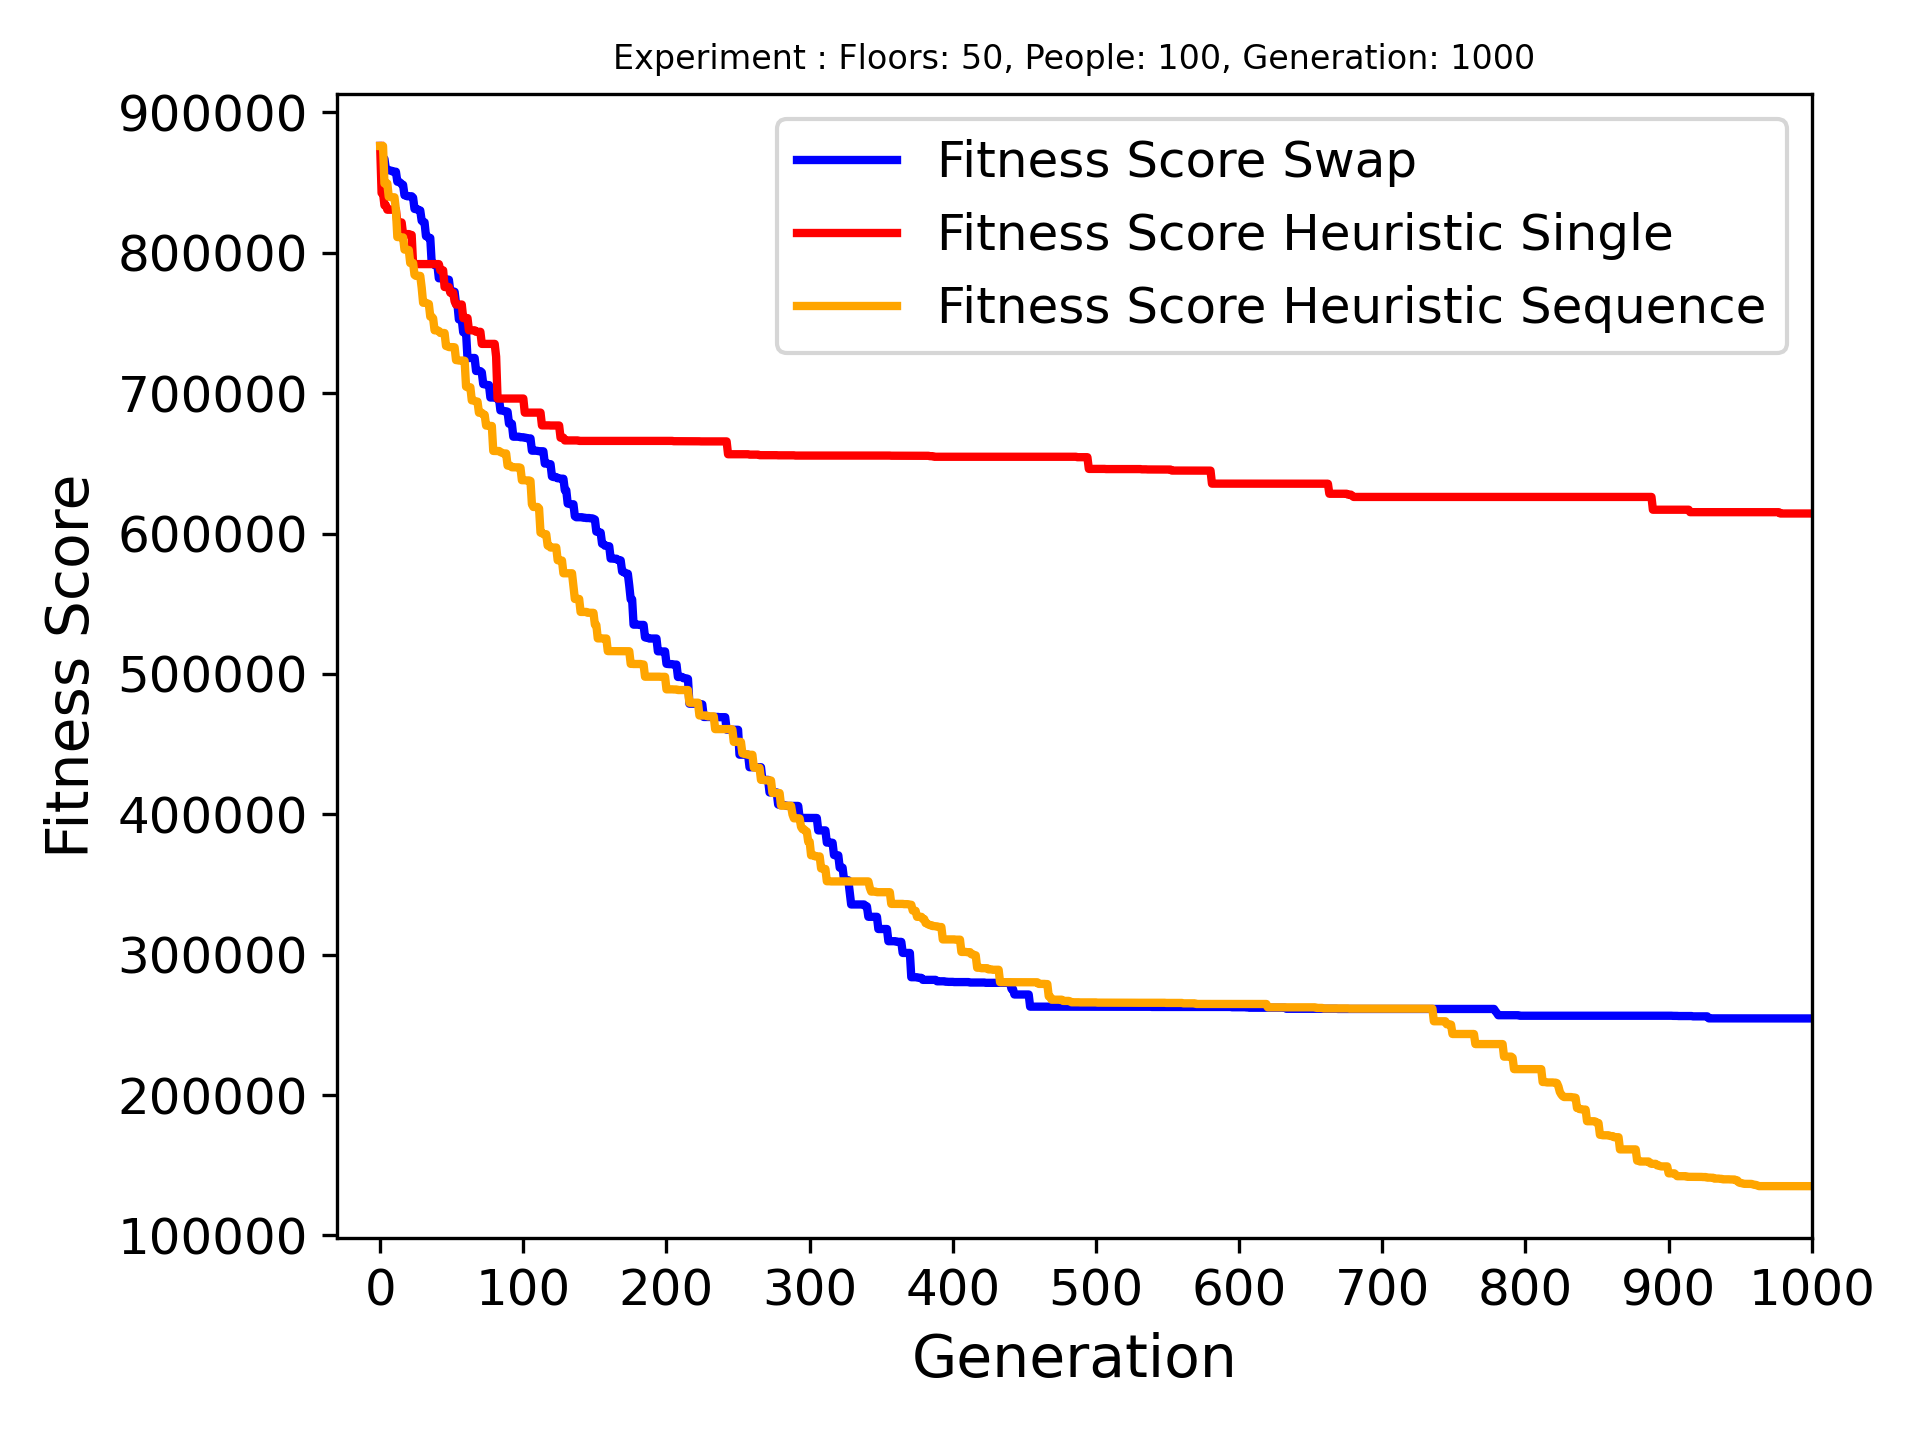 Experiment : Floors: 50, People: 100, Generation: 1000
900000
800000
700000
600000
500000
400000
300000
200000
100000
Fitness Score
Fitness Score Swap
Fitness Score Heuristic Single
Fitness Score Heuristic Sequence
0 100 200 300 400 500 600 700 800 900 1000
Generation